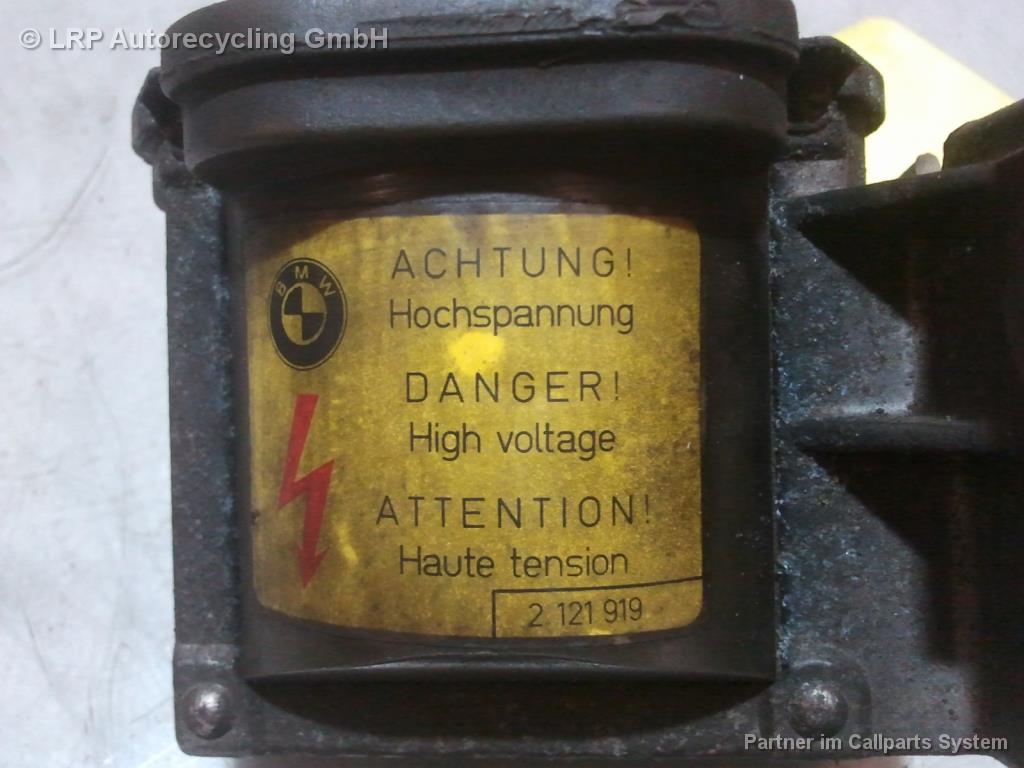 © LRP Autorecycling GmbH
BMW
ACHTUNG!
Hochspannung
DANGER!
High voltage
ATTENTION!
Haute tension
2 121 919
Partner im Callparts System